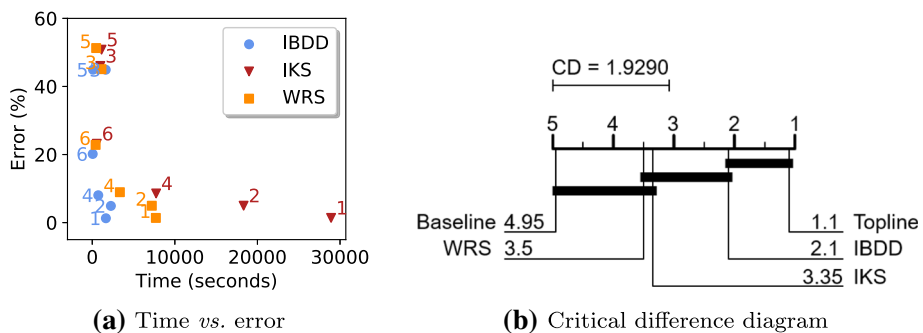 60
40
20
0
Error (%)
0 10000 20000 30000
Time (seconds)
IBDD
IKS
WRS
5 5
3 3
5 3
6 6
6
4 4 4
2 2 2
1 1 1
(a) Time vs. error
CD = 1.9290
5 4 3 2 1
Baseline 4.95 1.1 Topline
WRS 3.5 2.1 IBDD
3.35 IKS
(b) Critical difference diagram